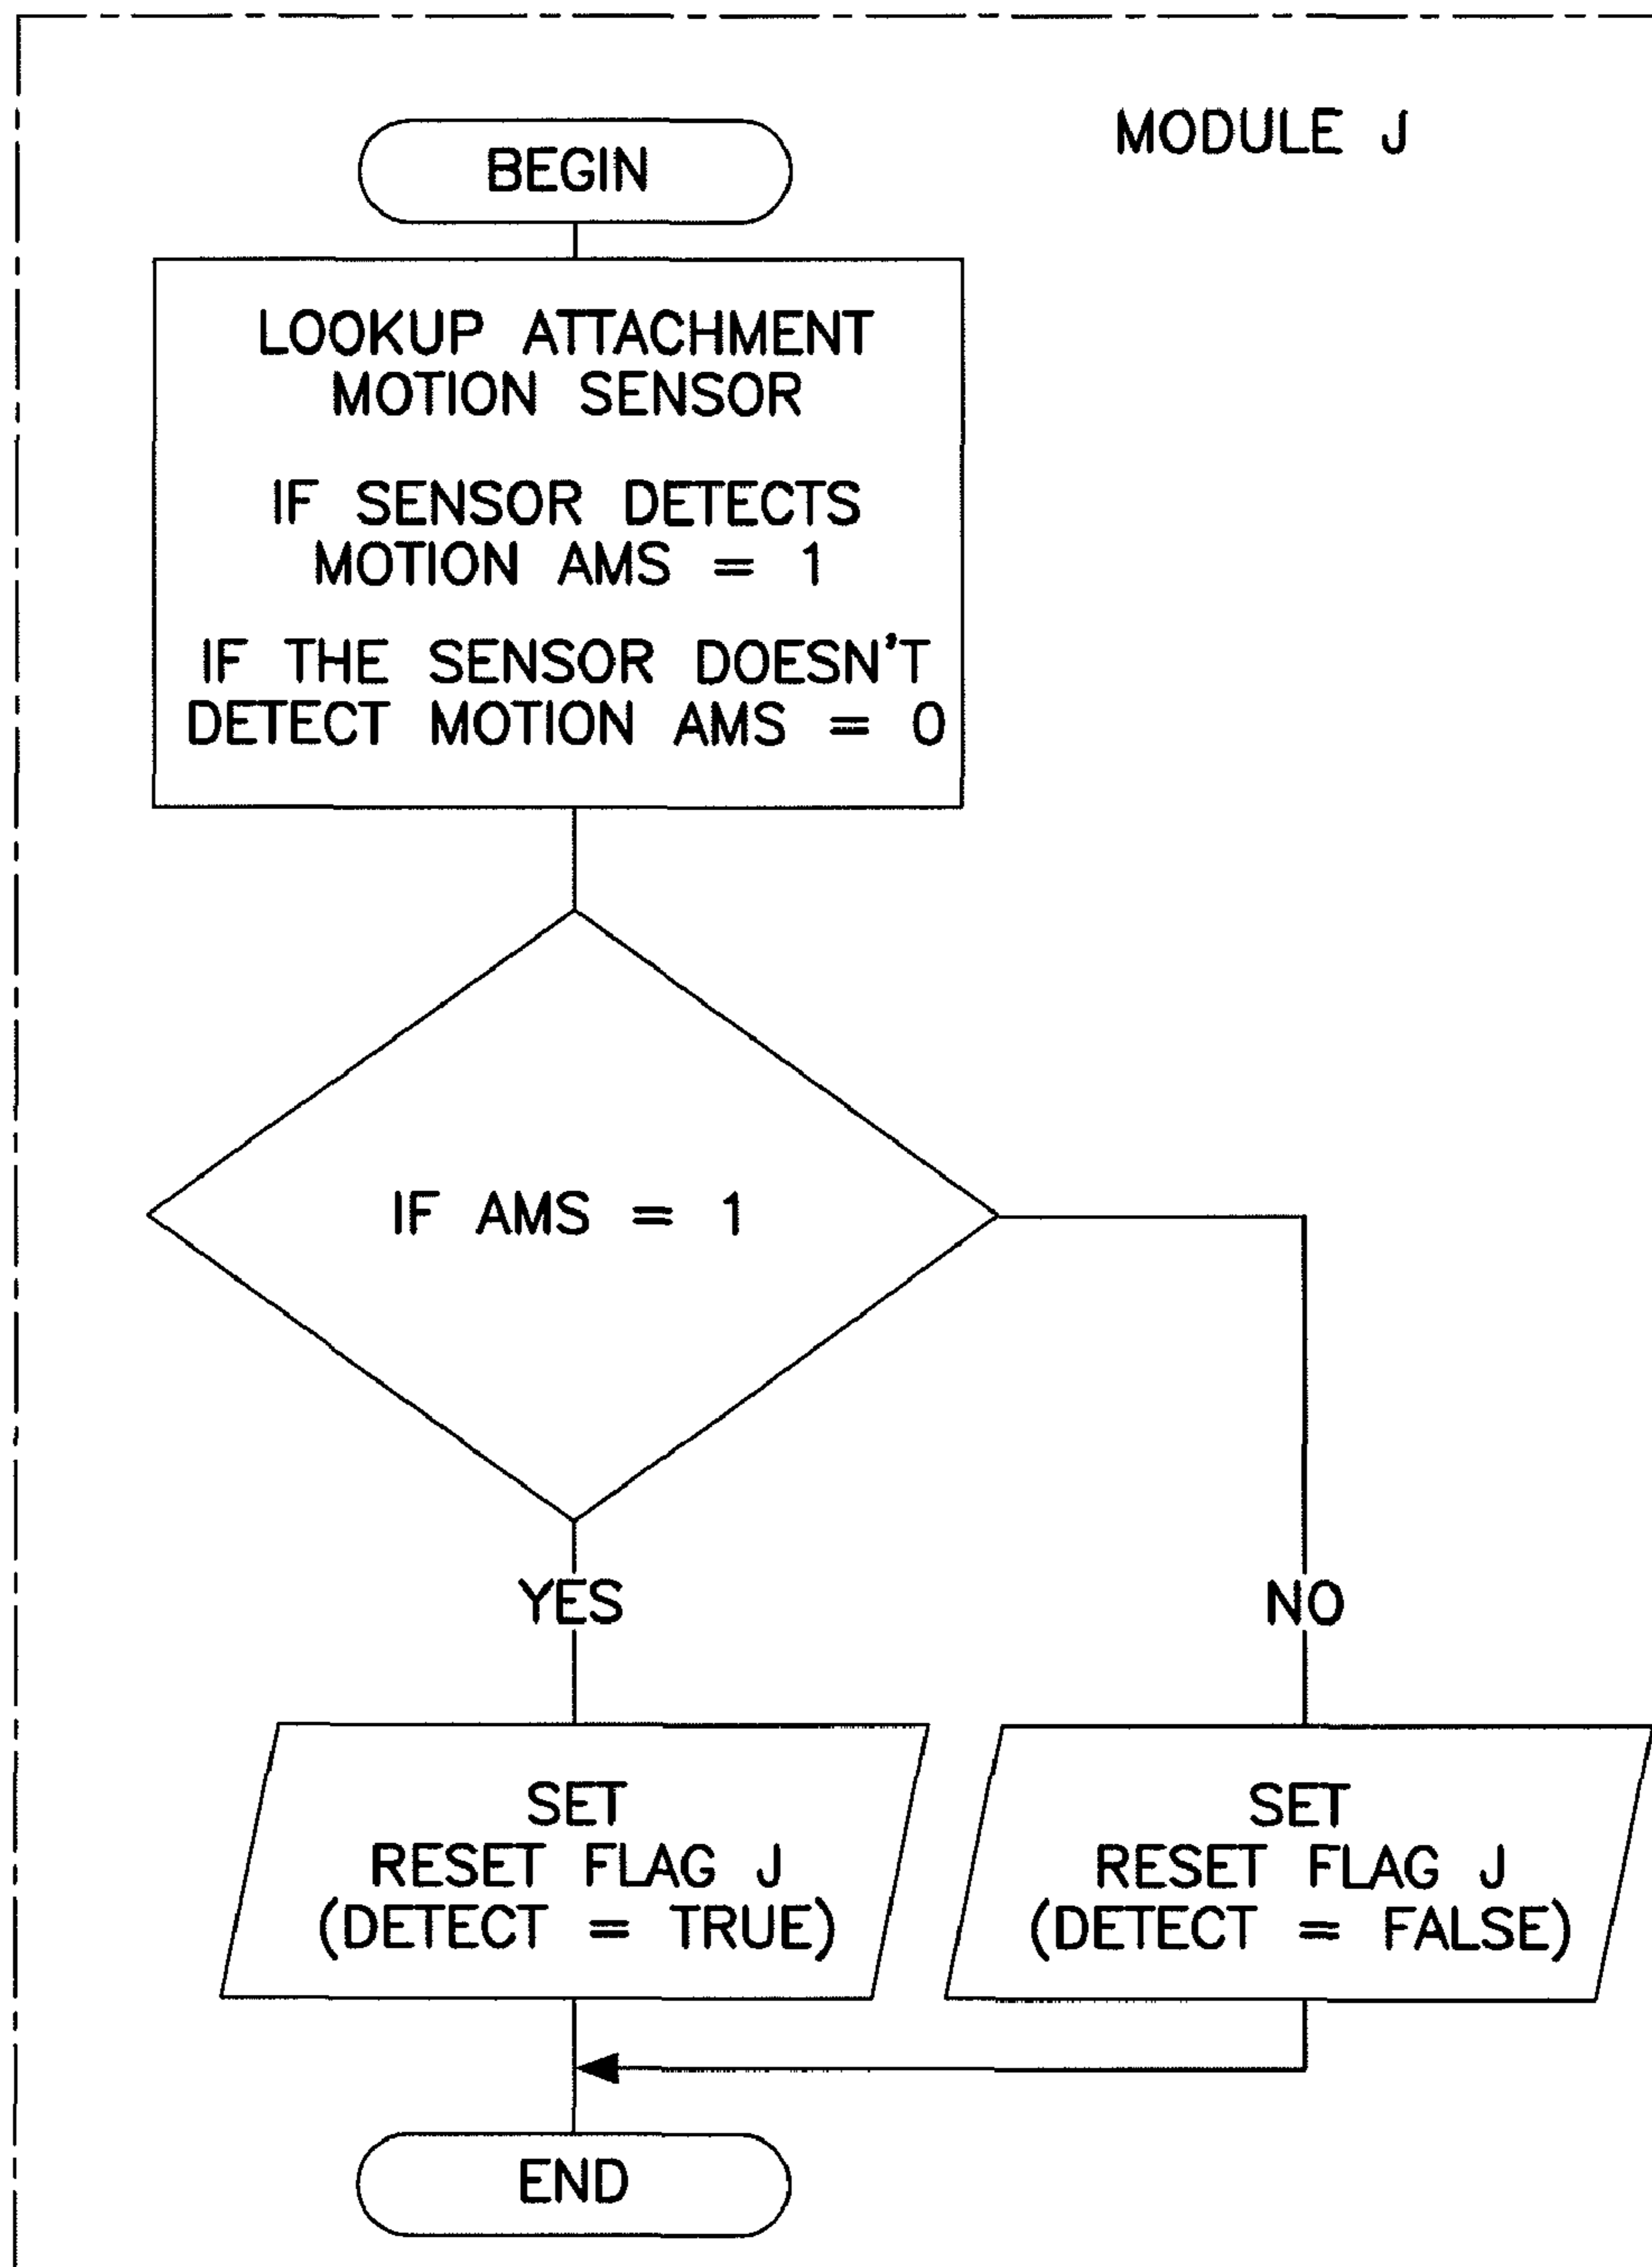 MODULE J
BEGIN
LOOKUP ATTACHMENT
MOTION SENSOR
IF SENSOR DETECTS
MOTION AMS = 1
IF THE SENSOR DOESN'T
DETECT MOTION AMS = 0
IF AMS = 1
YES
NO
SET
RESET FLAG J
(DETECT = TRUE)
SET
RESET FLAG J
(DETECT = FALSE)
END